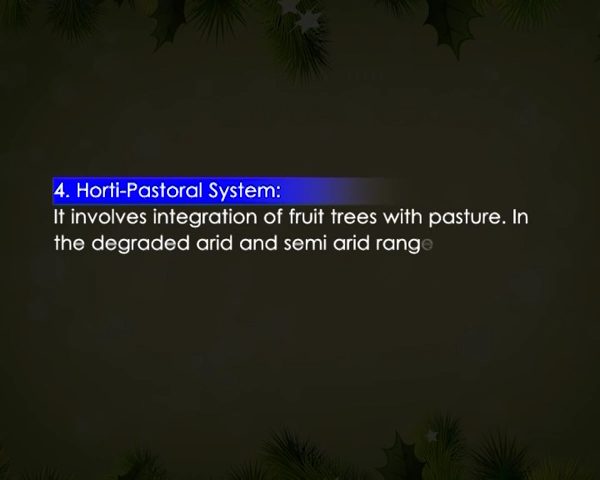 4. Horti-Pastoral System:
It involves integration of fruit trees with pasture. In
the degraded arid and semi arid range